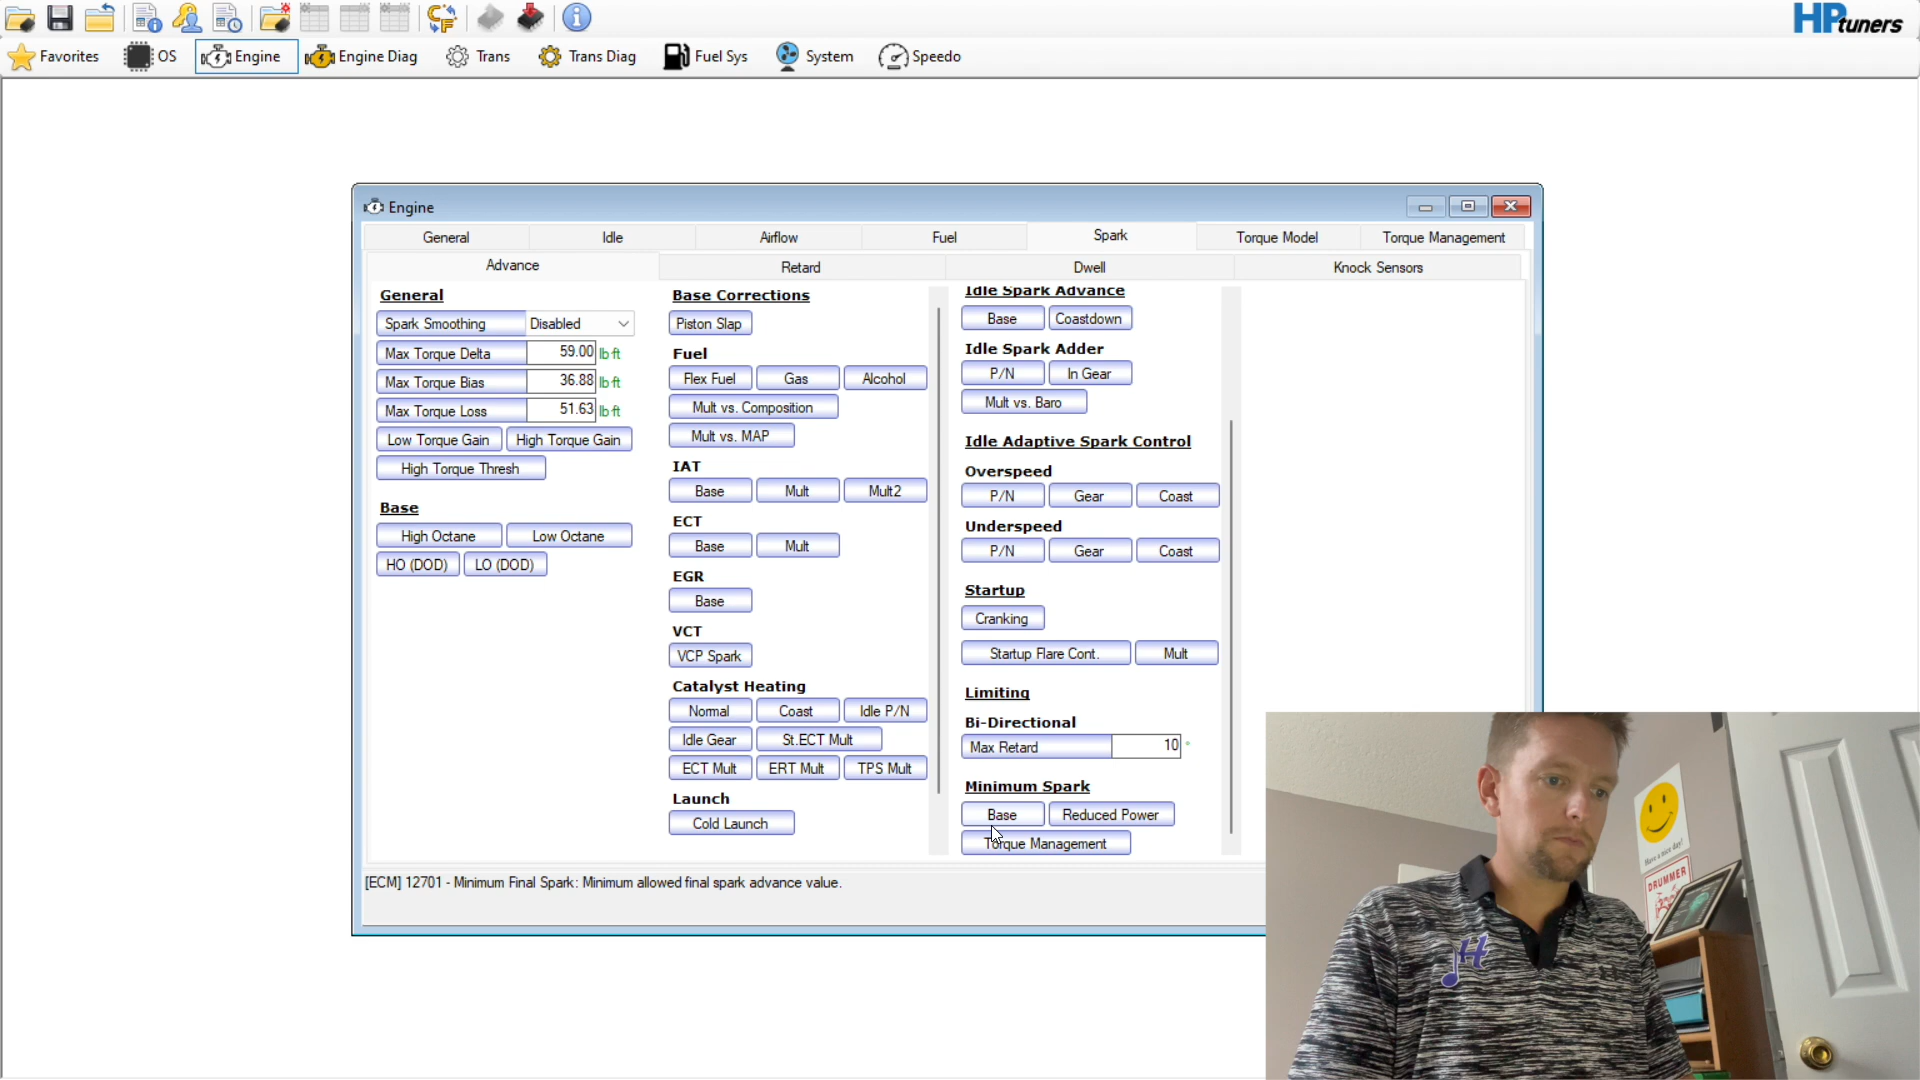 HPtuners
Favorites OS Engine Engine Diag Trans Trans Diag Fuel Sys System Speedo
Engine
General Idle Airflow Fuel Spark Torque Model Torque Management
Advance Retard Dwell Knock Sensors
General
Spark Smoothing Disabled
Max Torque Delta 59.00 lb·ft
Max Torque Bias 36.88 lb·ft
Max Torque Loss 51.63 lb·ft
Low Torque Gain High Torque Gain
High Torque Thresh
Base
High Octane Low Octane
HO (DOD) LO (DOD)
Base Corrections
Piston Slap
Fuel
Flex Fuel Gas Alcohol
Mult vs. Composition
Mult vs. MAP
IAT
Base Mult Mult2
ECT
Base Mult
EGR
Base
VCT
VCP Spark
Catalyst Heating
Normal Coast Idle P/N
Idle Gear St.ECT Mult
ECT Mult ERT Mult TPS Mult
Launch
Cold Launch
Idle Spark Advance
Base Coastdown
Idle Spark Adder
P/N In Gear
Mult vs. Baro
Idle Adaptive Spark Control
Overspeed
P/N Gear Coast
Underspeed
P/N Gear Coast
Startup
Cranking
Startup Flare Cont. Mult
Limiting
Bi-Directional
Max Retard 10 °
Minimum Spark
Base Reduced Power
Torque Management
[ECM] 12701 - Minimum Final Spark: Minimum allowed final spark advance value.
Have a nice day!
DRUMMER
H